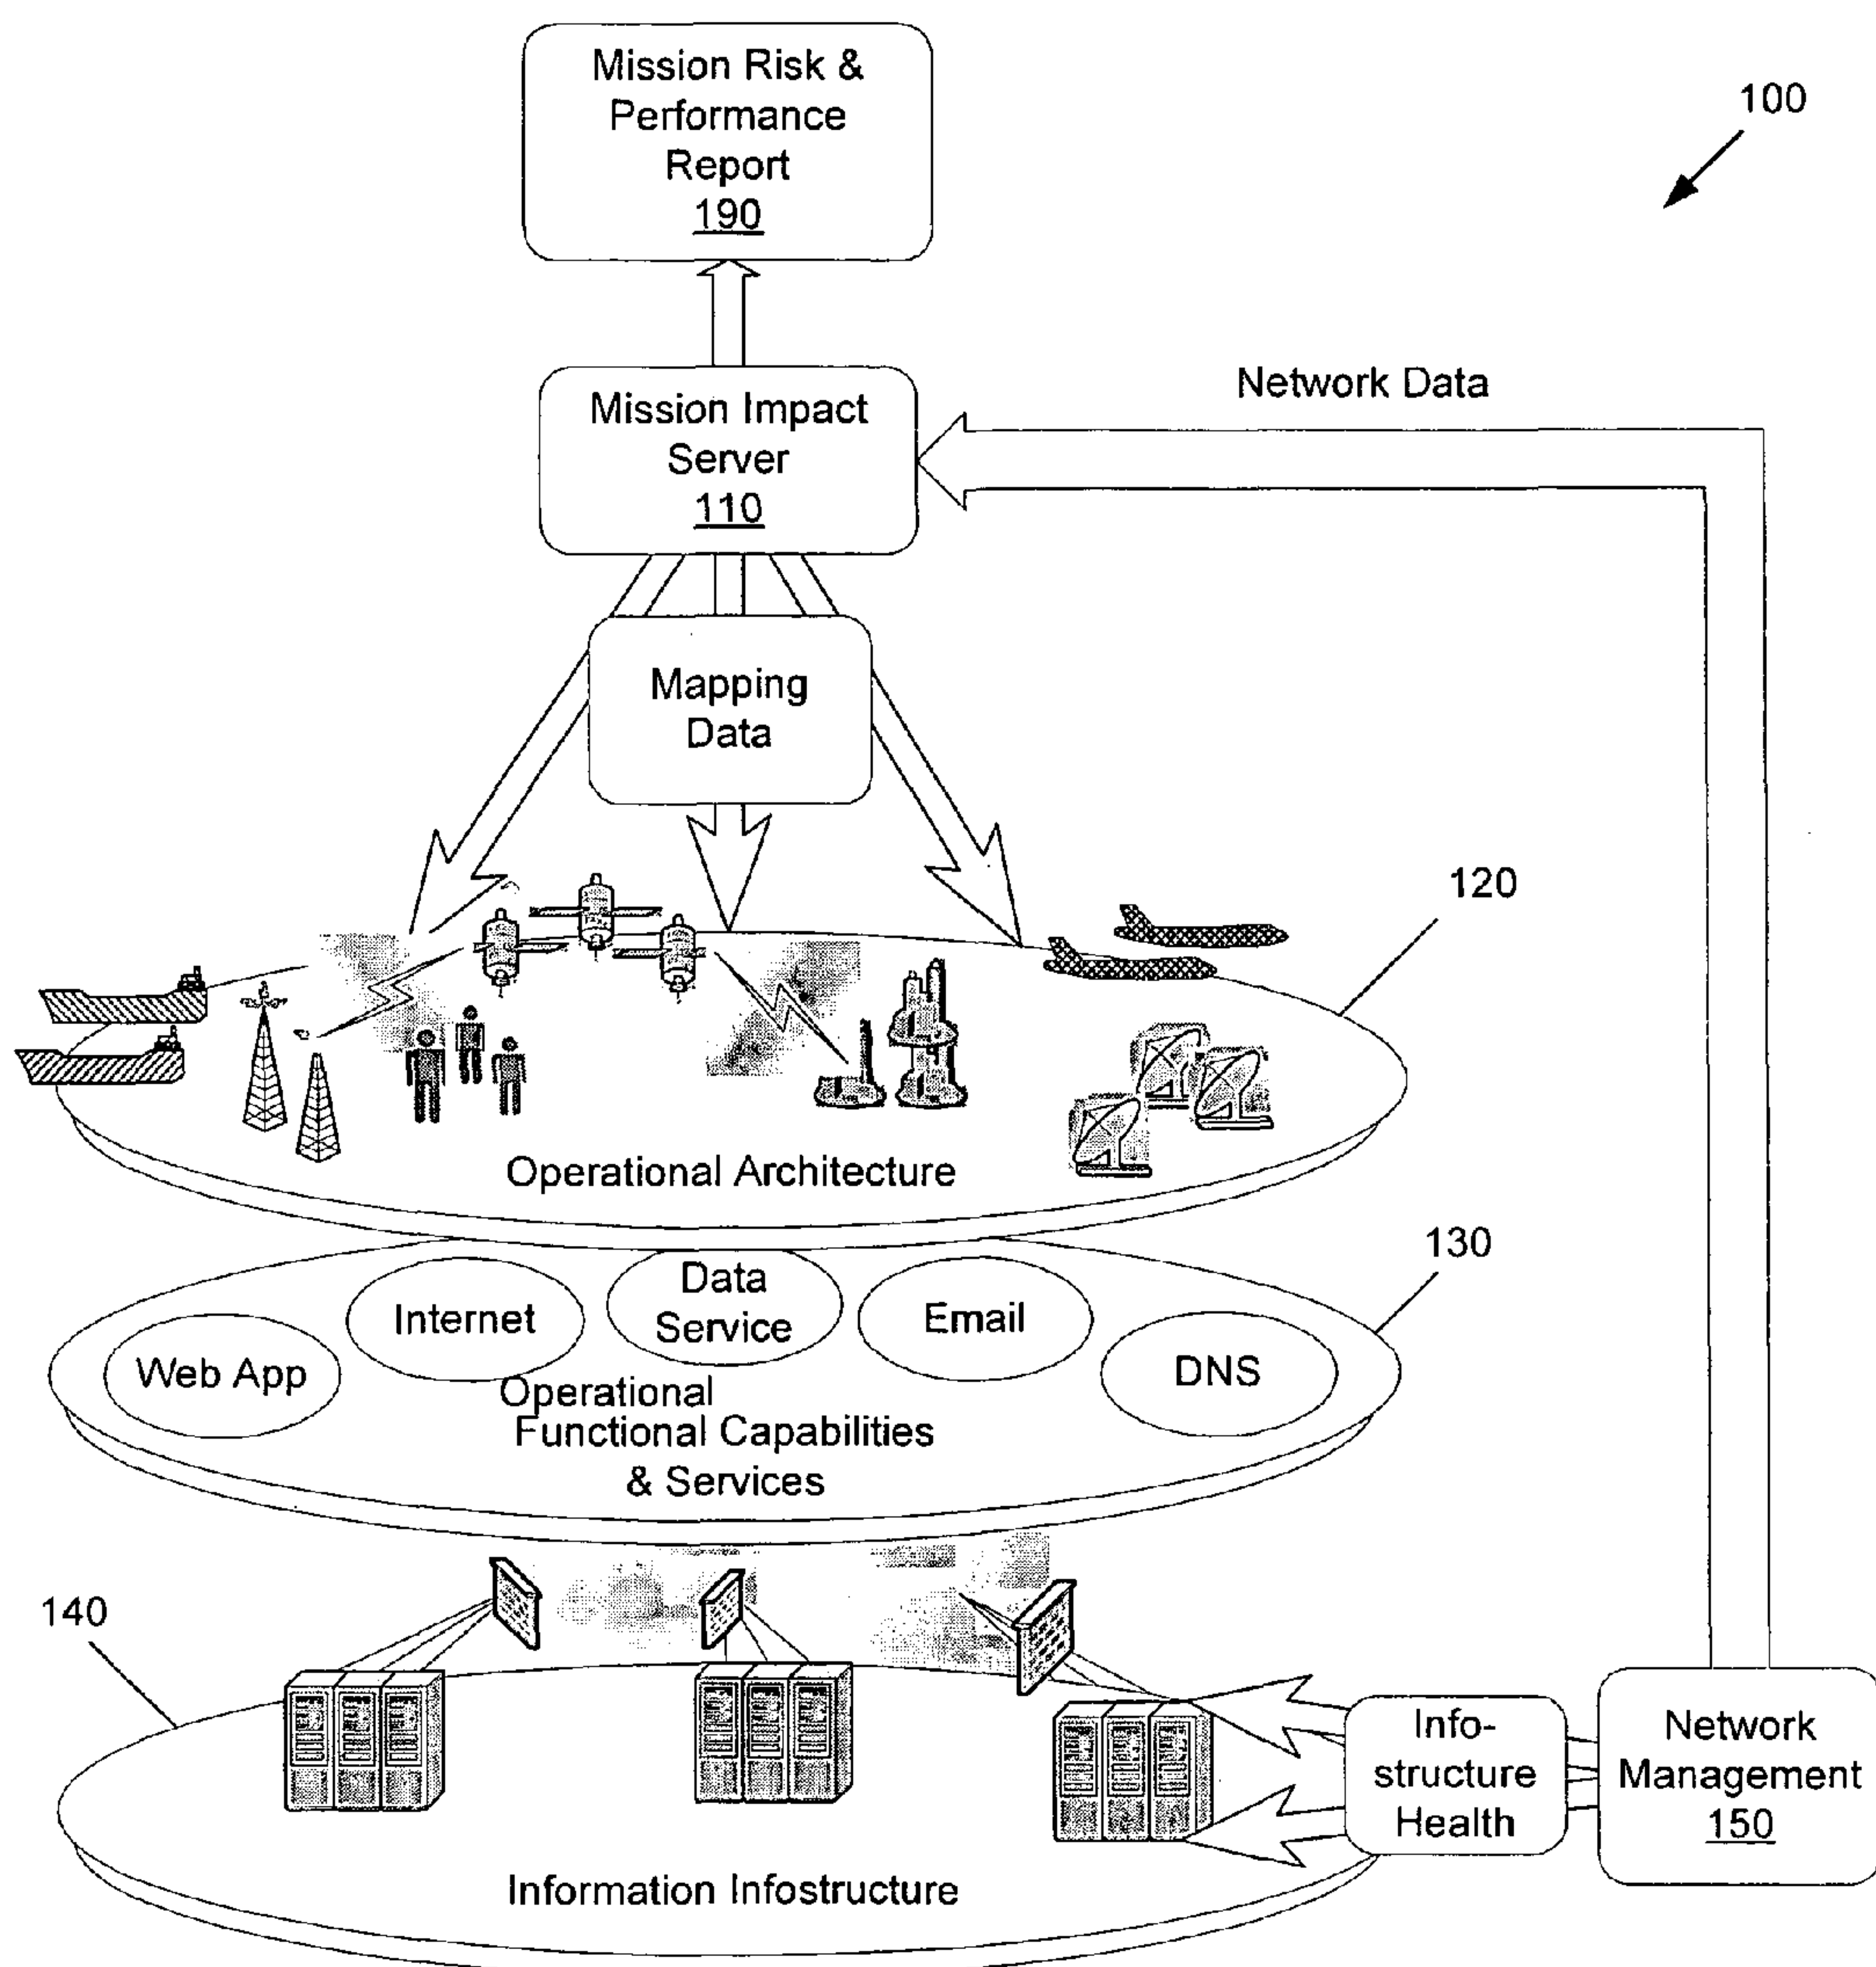 Mission Risk &
Performance
Report
190
100
Mission Impact
Server
110
Network Data
Mapping
Data
120
Operational Architecture
130
Web App
Internet
Data
Service
Email
DNS
Operational
Functional Capabilities
& Services
140
Info-
structure
Health
Network
Management
150
Information Infostructure